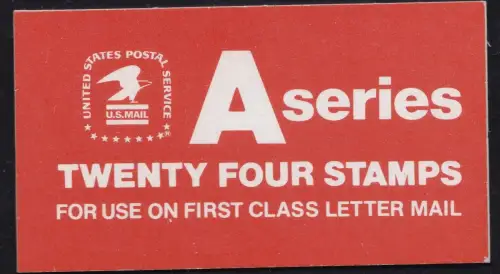 UNITED STATES POSTAL SERVICE
U.S.MAIL
®
A series
TWENTY FOUR STAMPS
FOR USE ON FIRST CLASS LETTER MAIL